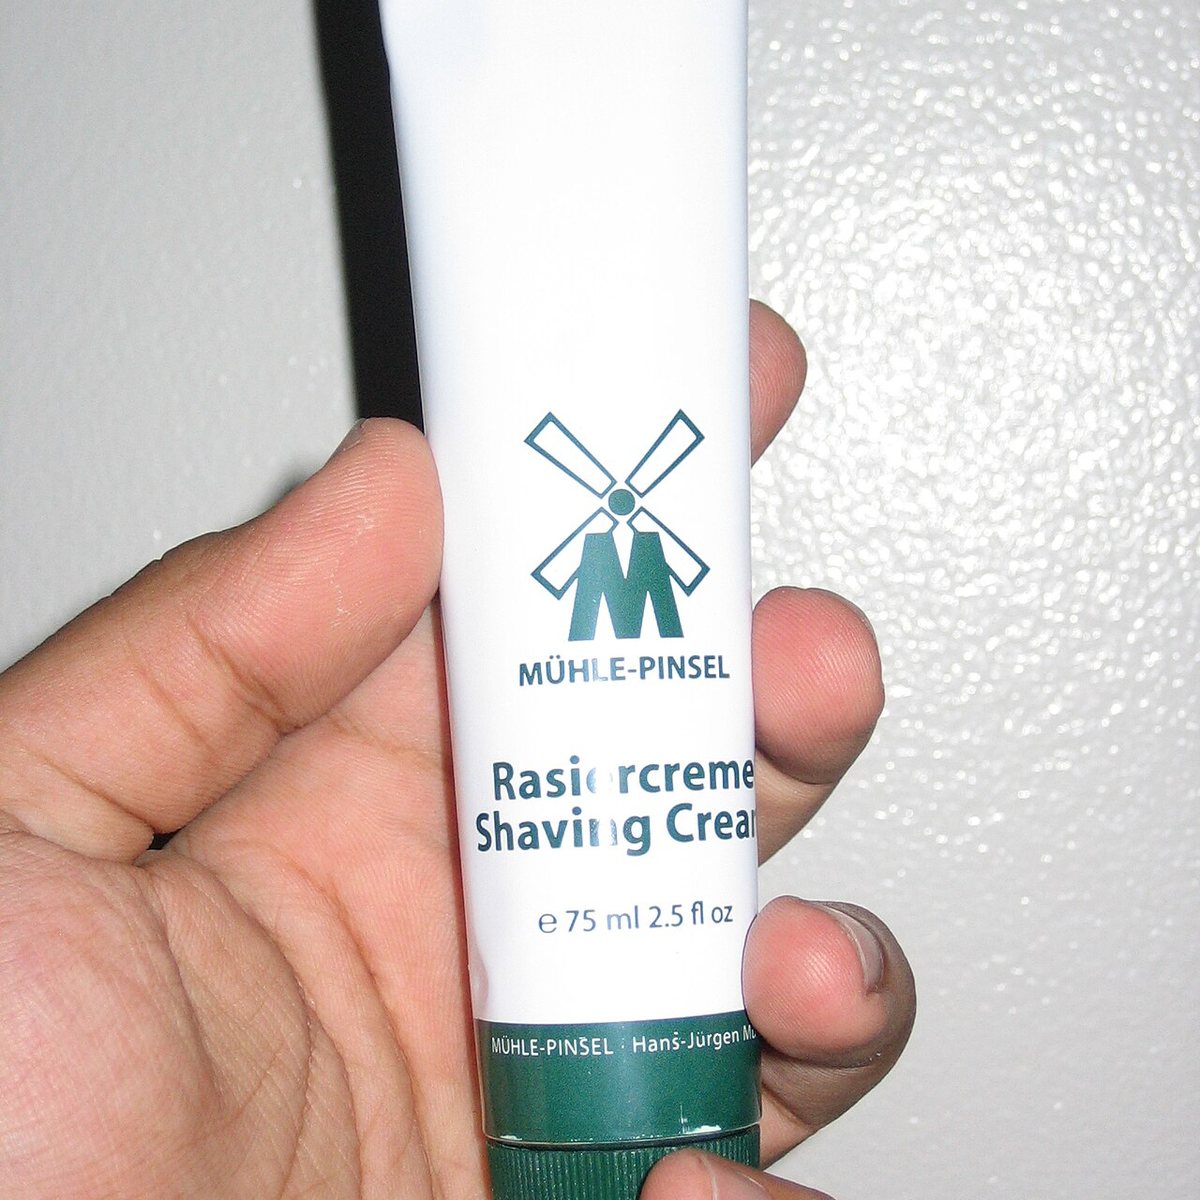 M
MÜHLE-PINSEL
Rasiercreme
Shaving Cream
e 75 ml 2.5 fl oz
MÜHLE-PINSEL · Hans-Jürgen